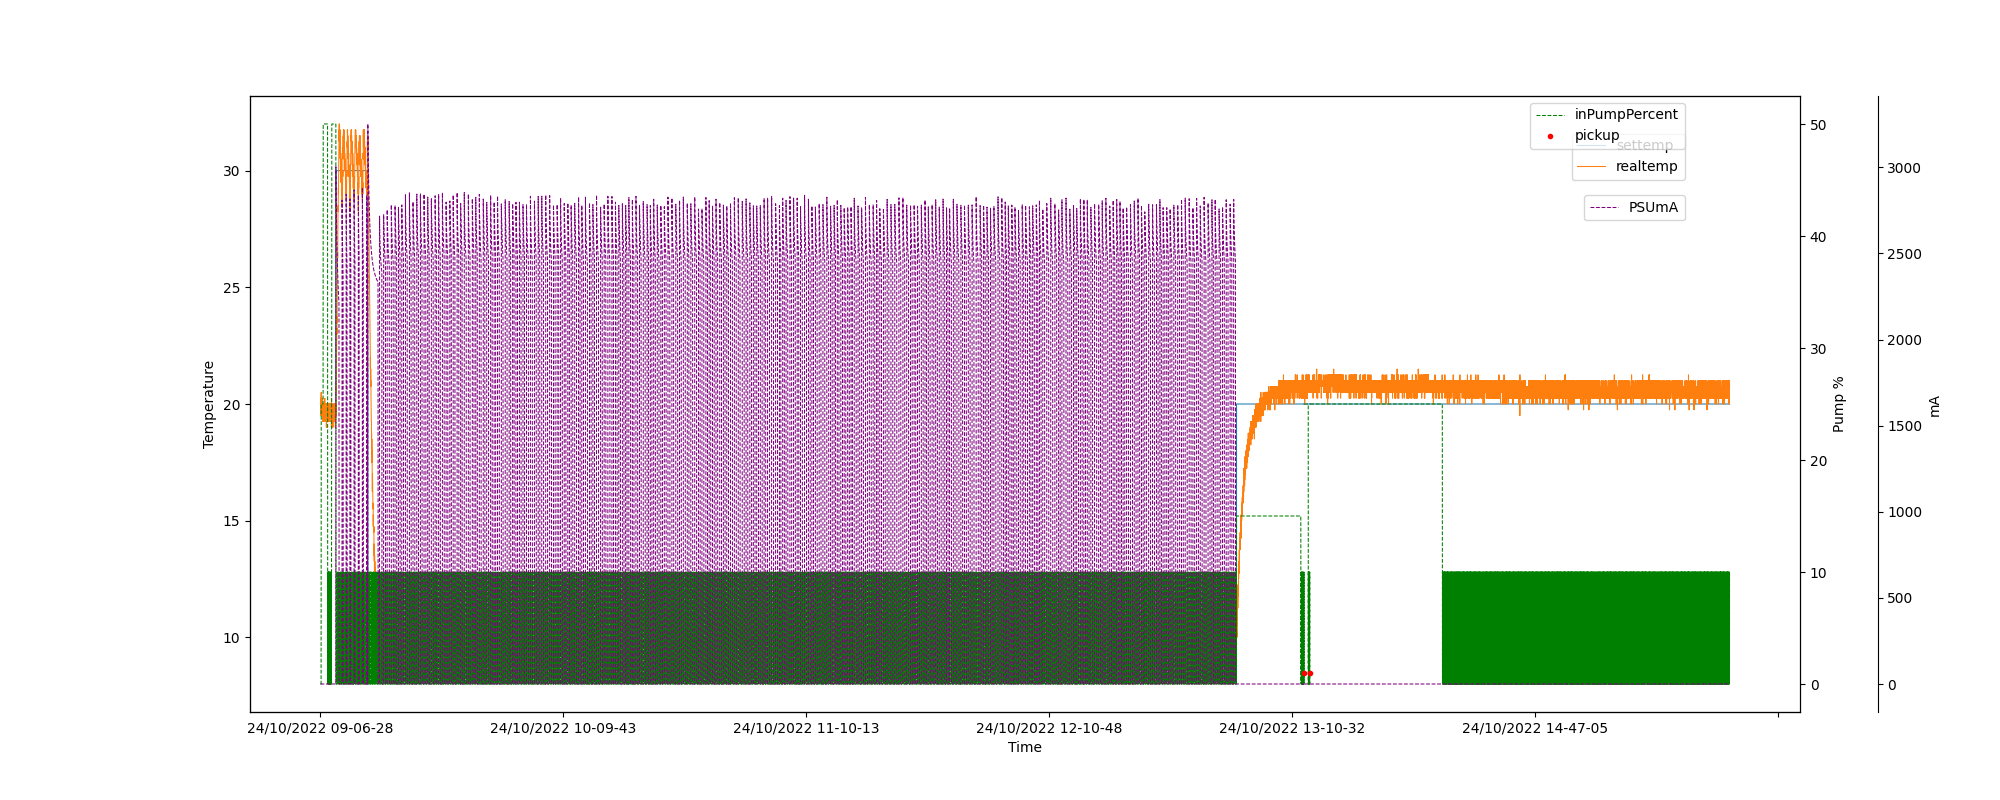 inPumpPercent
pickup
settemp
realtemp
PSUmA
30
25
20
15
10
Temperature
50
40
30
20
10
0
Pump %
3000
2500
2000
1500
1000
500
0
mA
24/10/2022 09-06-28
24/10/2022 10-09-43
24/10/2022 11-10-13
24/10/2022 12-10-48
24/10/2022 13-10-32
24/10/2022 14-47-05
Time